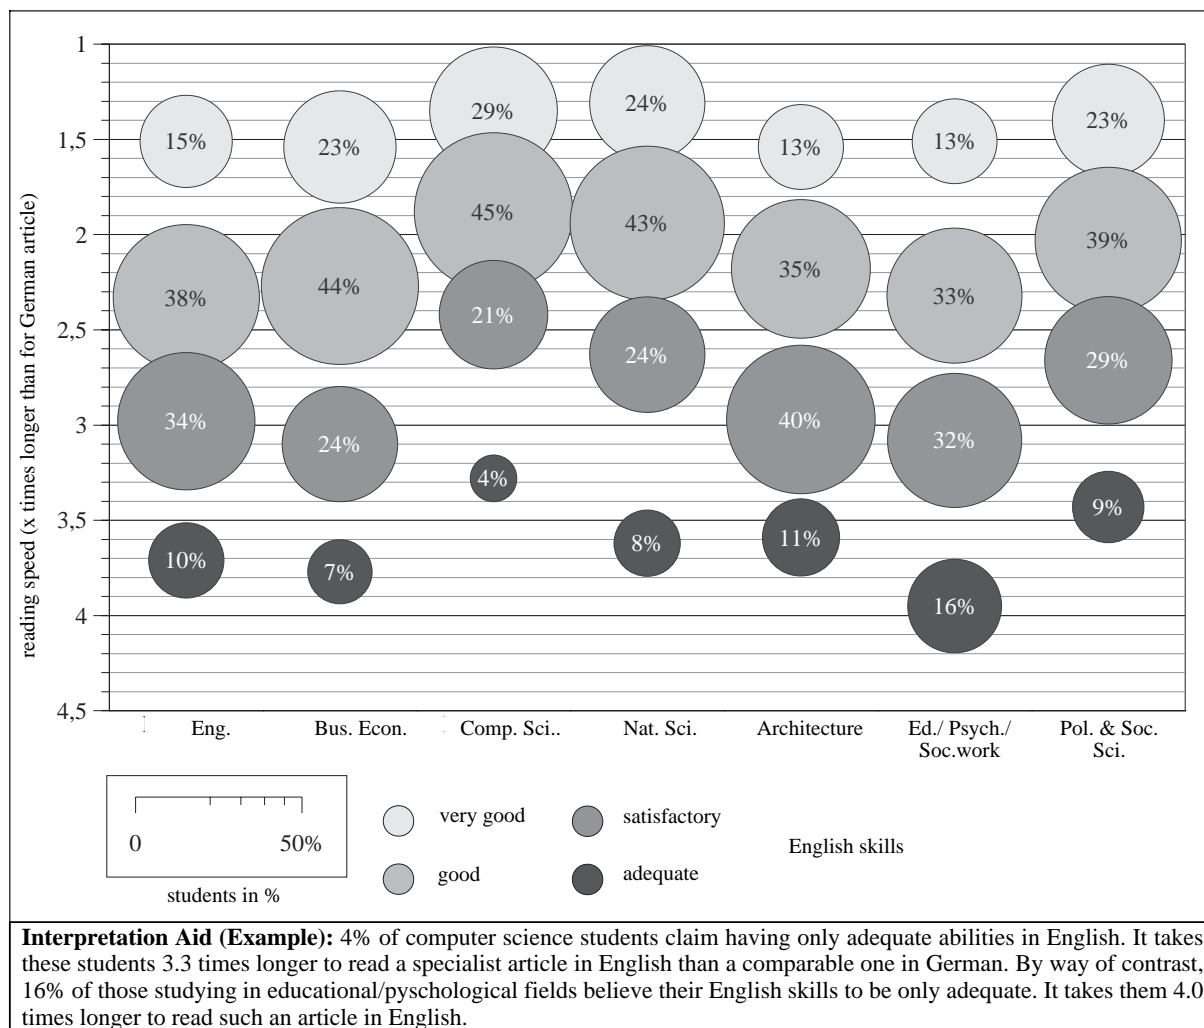 reading speed (x times longer than for German article)
1
1,5
2
2,5
3
3,5
4
4,5
15%
23%
29%
24%
13%
13%
23%
38%
44%
45%
43%
35%
33%
39%
34%
24%
21%
24%
40%
32%
29%
10%
7%
4%
8%
11%
16%
9%
Eng.
Bus. Econ.
Comp. Sci..
Nat. Sci.
Architecture
Ed./ Psych./
Soc.work
Pol. & Soc.
Sci.
0 50%
students in %
very good
satisfactory
good
adequate
English skills
Interpretation Aid (Example): 4% of computer science students claim having only adequate abilities in English. It takes
these students 3.3 times longer to read a specialist article in English than a comparable one in German. By way of contrast,
16% of those studying in educational/pyschological fields believe their English skills to be only adequate. It takes them 4.0
times longer to read such an article in English.